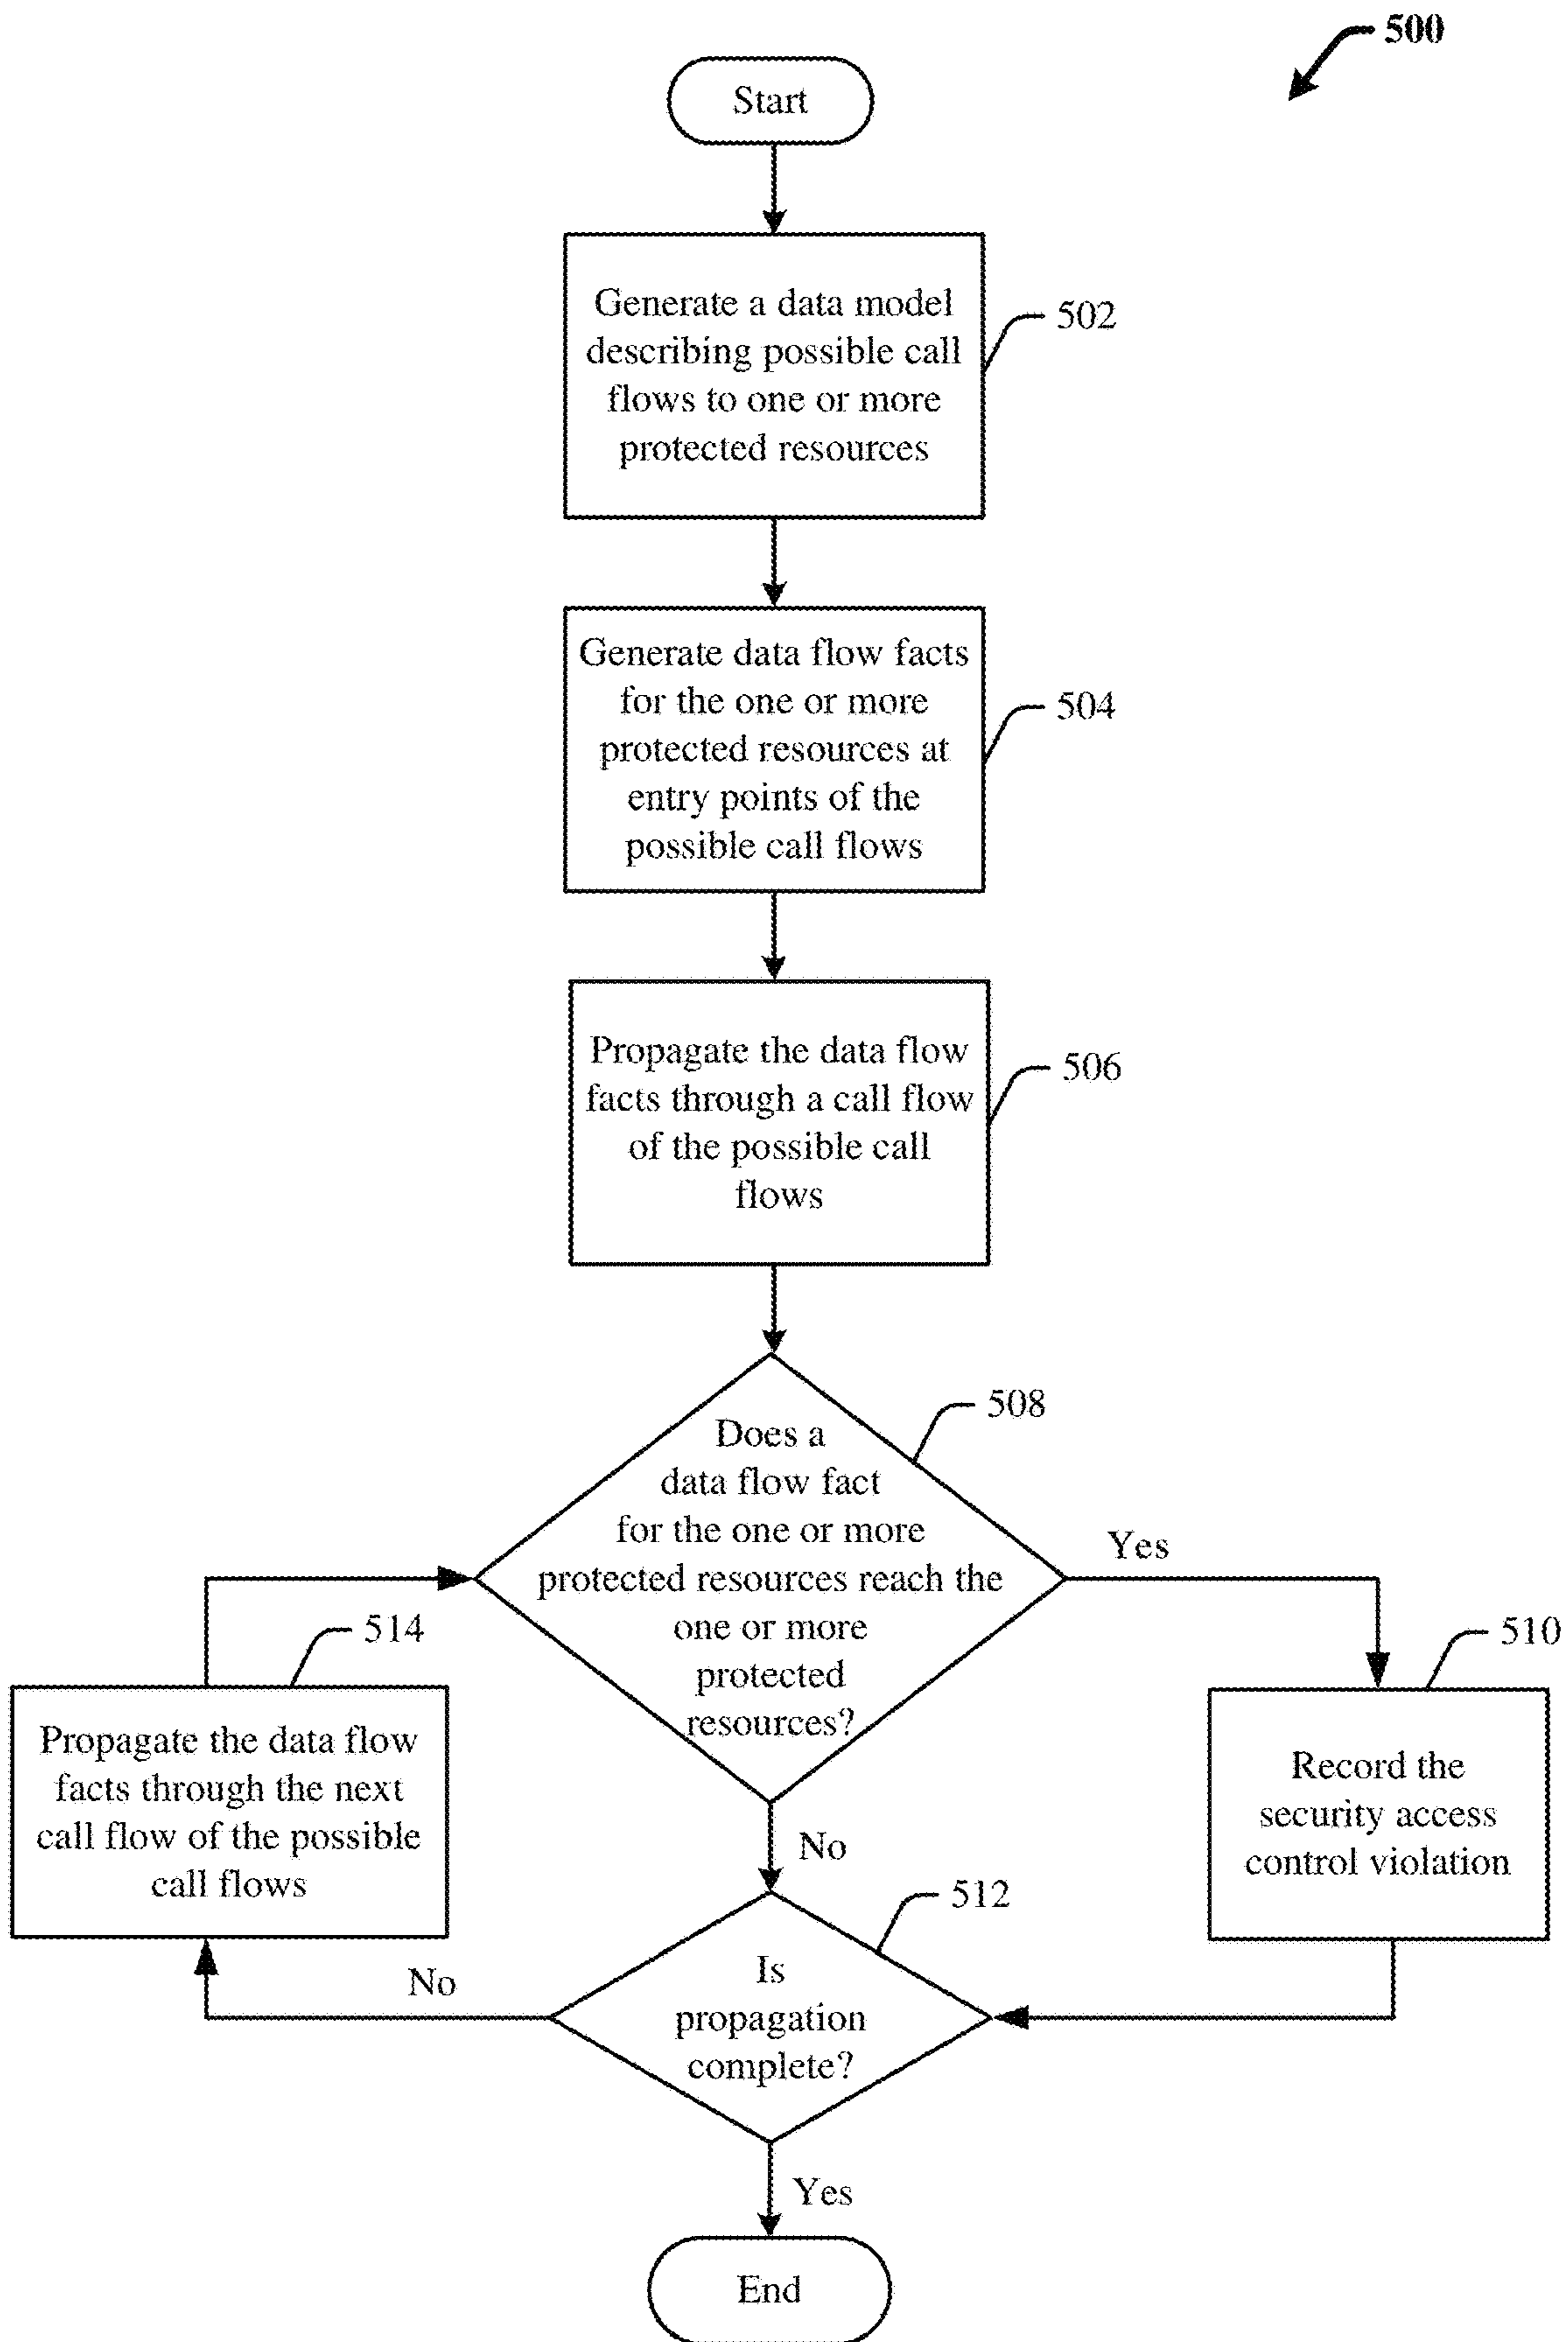 500
Start
Generate a data model
describing possible call
flows to one or more
protected resources
502
Generate data flow facts
for the one or more
protected resources at
entry points of the
possible call flows
504
Propagate the data flow
facts through a call flow
of the possible call
flows
506
Does a
data flow fact
for the one or more
protected resources reach the
one or more
protected
resources?
508
Yes
514
510
Propagate the data flow
facts through the next
call flow of the possible
call flows
Record the
security access
control violation
No
512
Is
propagation
complete?
No
Yes
End